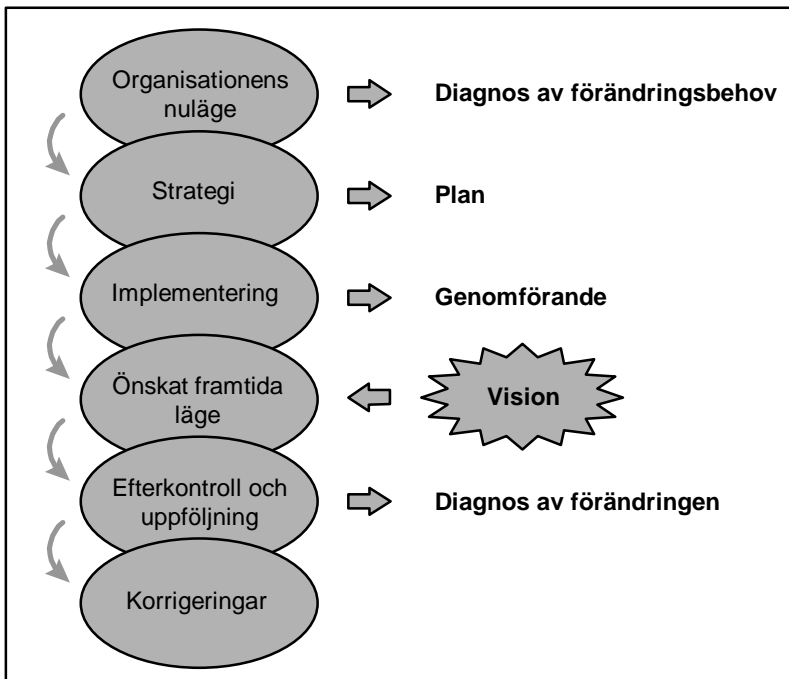 Organisationens
nuläge
Diagnos av förändringsbehov
Strategi
Plan
Implementering
Genomförande
Önskat framtida
läge
Vision
Efterkontroll och
uppföljning
Diagnos av förändringen
Korrigeringar